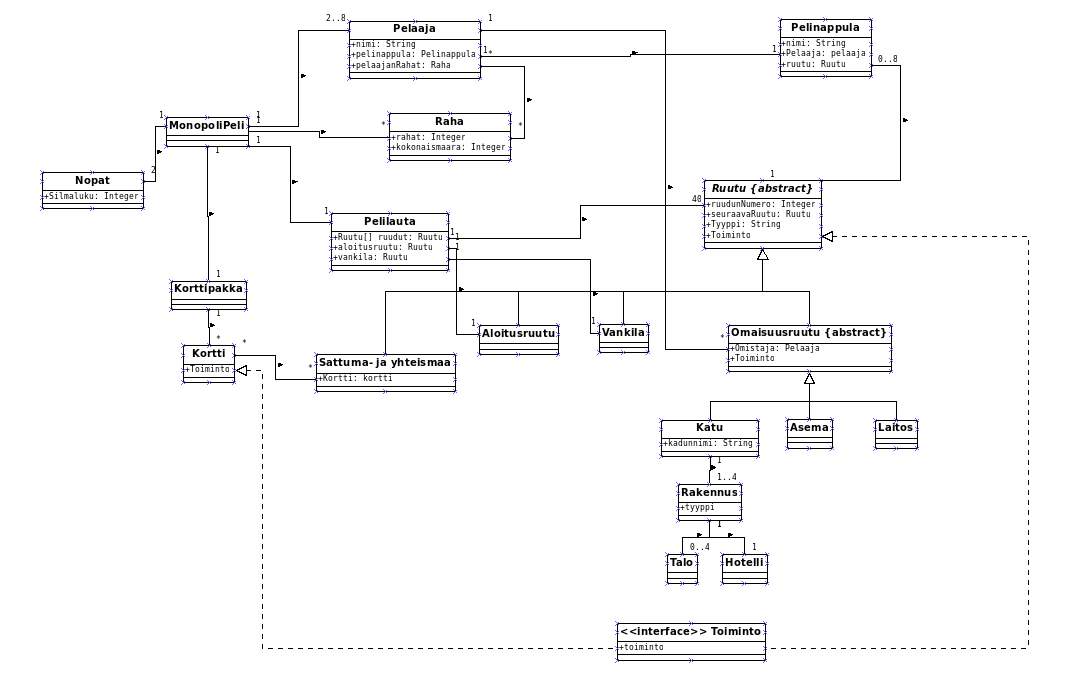 2..8
Pelaaja
1
+nimi: String
+pelinappula: Pelinappula
+pelaajanRahat: Raha
1
*
Pelinappula
1
+nimi: String
+Pelaaja: pelaaja
+ruutu: Ruutu
0..8
1
MonopoliPeli
1
1
1
1
*
Raha
*
+rahat: Integer
+kokonaismaara: Integer
Nopat
2
+Silmaluku: Integer
1
Ruutu {abstract}
40
+ruudunNumero: Integer
+seuraavaRuutu: Ruutu
+Tyyppi: String
+Toiminto
1
Pelilauta
+Ruutu[] ruudut: Ruutu
+aloitusruutu: Ruutu
+vankila: Ruutu
1
1
1
1
Korttipakka
1
*
*
Kortti
+Toiminto
*
Sattuma- ja yhteismaa
+Kortti: kortti
1
Aloitusruutu
1
Vankila
*
Omaisuusruutu {abstract}
+Omistaja: Pelaaja
+Toiminto
Katu
+kadunnimi: String
Asema
Laitos
1
1..4
Rakennus
+tyyppi
1
0..4
1
Talo
Hotelli
<<interface>> Toiminto
+toiminto